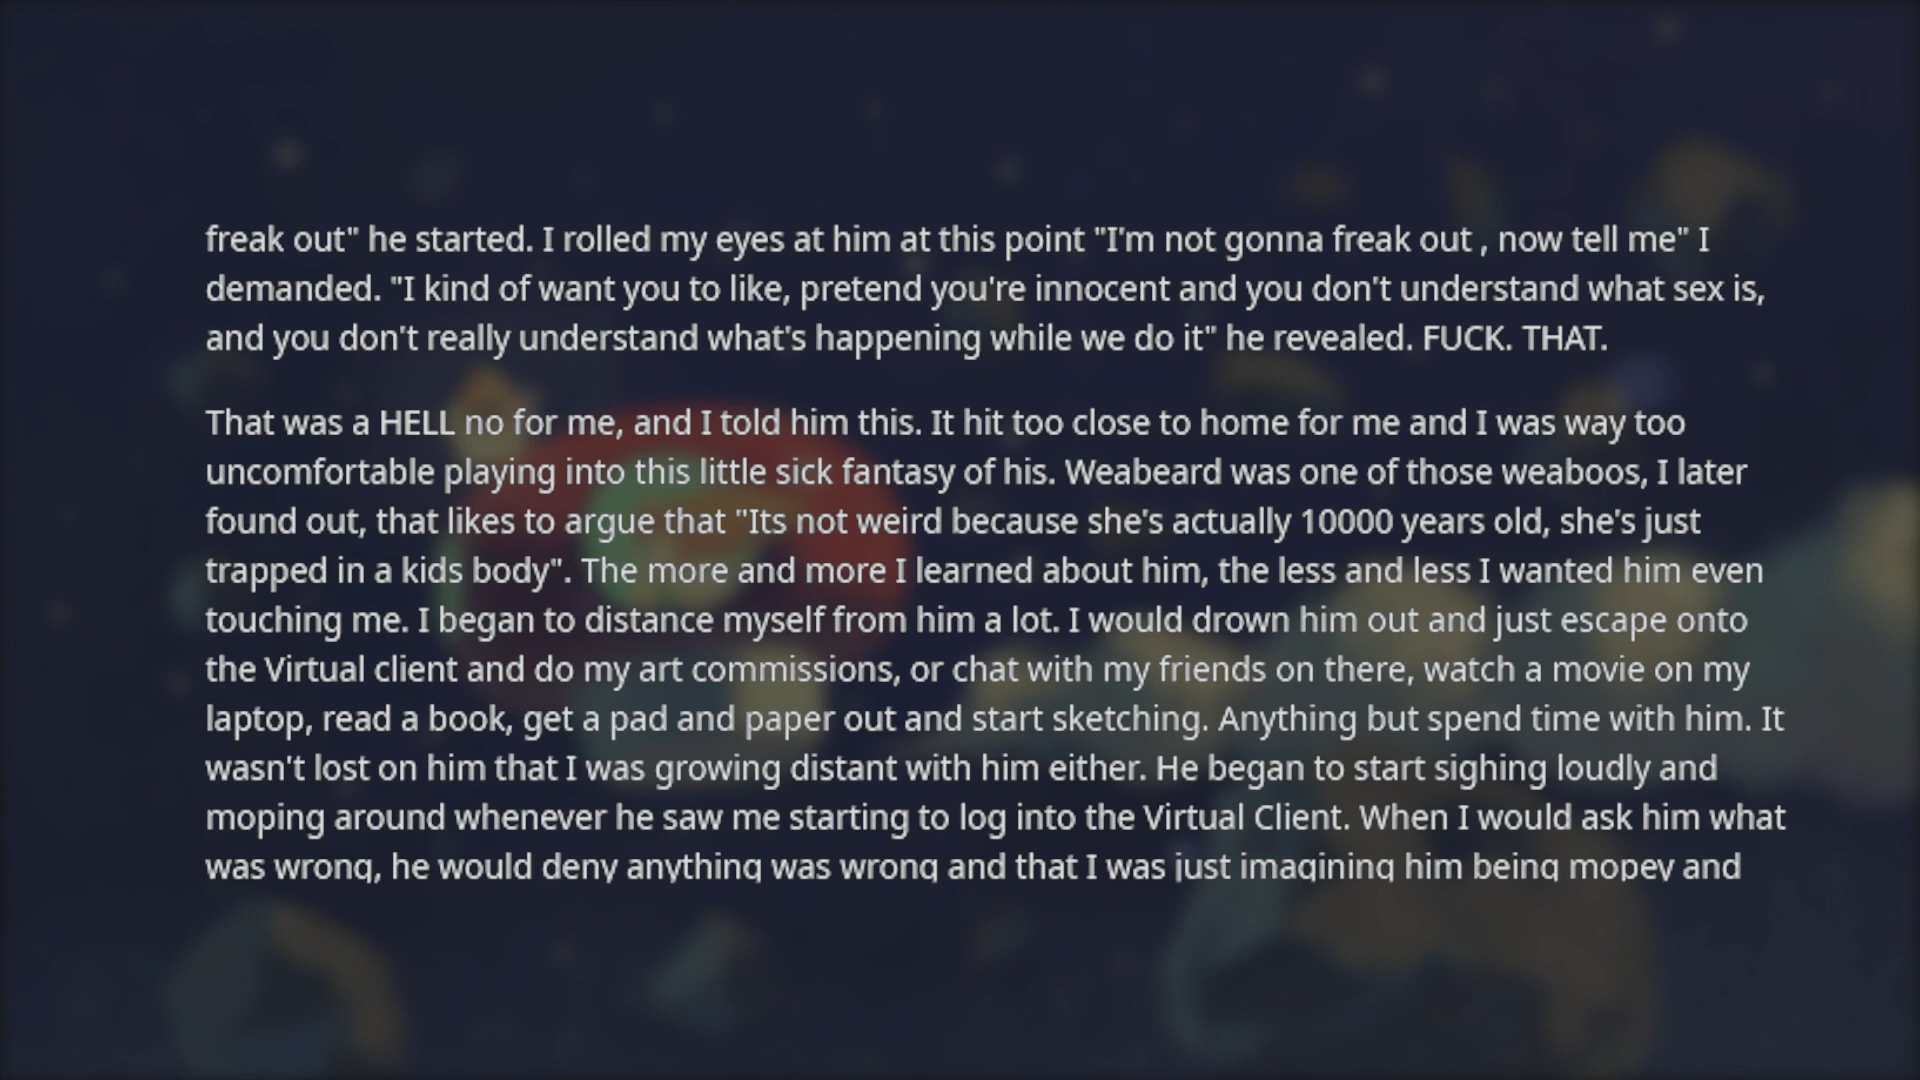 freak out" he started. I rolled my eyes at him at this point "I'm not gonna freak out , now tell me" I
demanded. "I kind of want you to like, pretend you're innocent and you don't understand what sex is,
and you don't really understand what's happening while we do it" he revealed. FUCK. THAT.
That was a HELL no for me, and I told him this. It hit too close to home for me and I was way too
uncomfortable playing into this little sick fantasy of his. Weabeard was one of those weaboos, I later
found out, that likes to argue that "Its not weird because she's actually 10000 years old, she's just
trapped in a kids body". The more and more I learned about him, the less and less I wanted him even
touching me. I began to distance myself from him a lot. I would drown him out and just escape onto
the Virtual client and do my art commissions, or chat with my friends on there, watch a movie on my
laptop, read a book, get a pad and paper out and start sketching. Anything but spend time with him. It
wasn't lost on him that I was growing distant with him either. He began to start sighing loudly and
moping around whenever he saw me starting to log into the Virtual Client. When I would ask him what
was wrong, he would deny anything was wrong and that I was just imagining him being mopey and